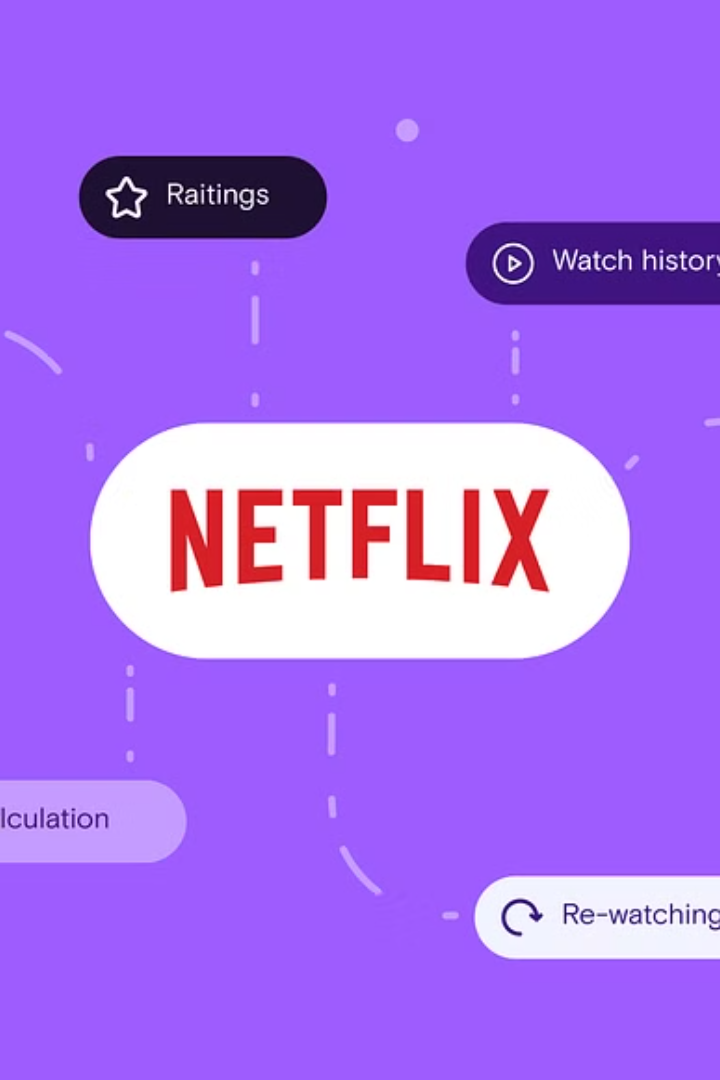 Raitings
Watch history
NETFLIX
lculation
Re-watching